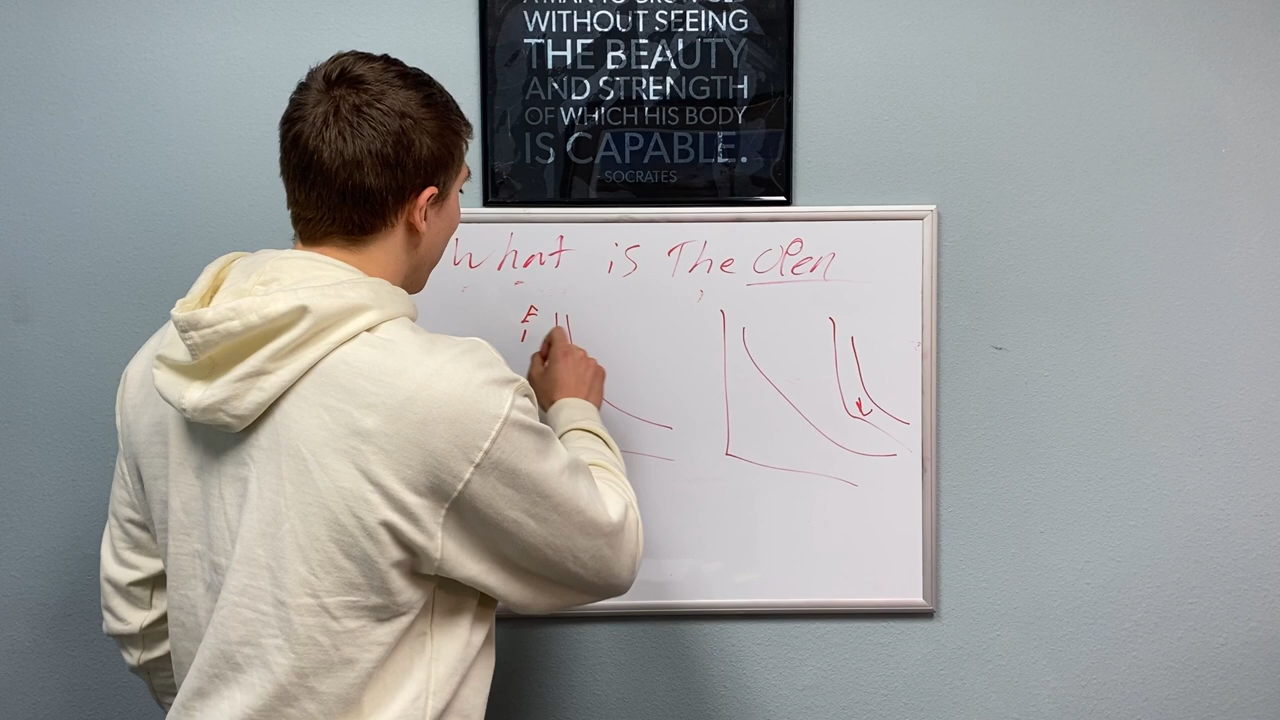 WITHOUT SEEING
THE BEAUTY
AND STRENGTH
OF WHICH HIS BODY
IS CAPABLE.
- SOCRATES
What is The Open